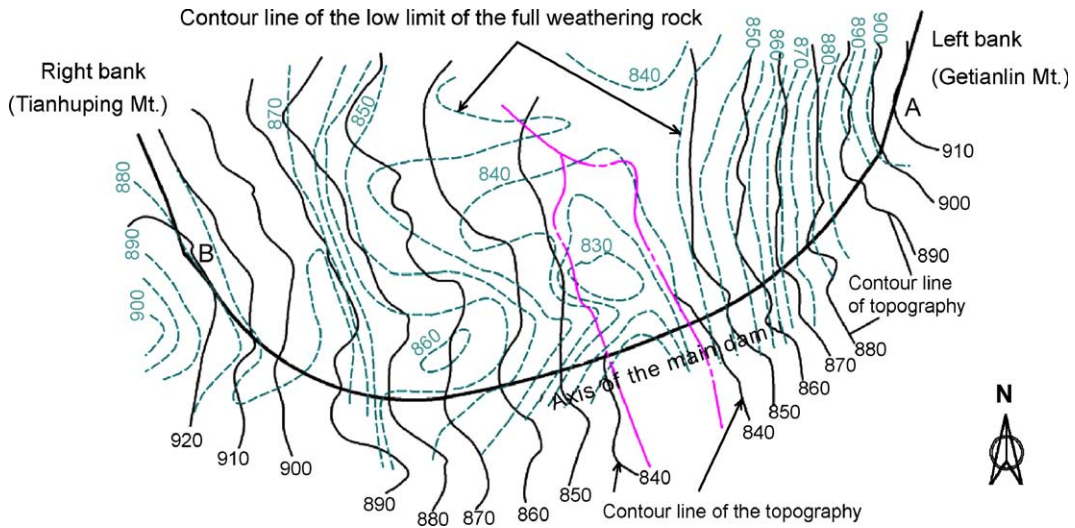 Contour line of the low limit of the full weathering rock
Left bank
(Getianlin Mt.)
Right bank
(Tianhuping Mt.)
850
860
870
880
890
900
840
870
850
A
910
840
880
900
890
B
830
890
Contour line
of topography
900
860
Axis of the main dam
880
870
860
850
840
920
910
900
890
880
870
860
850
840
Contour line of the topography
N